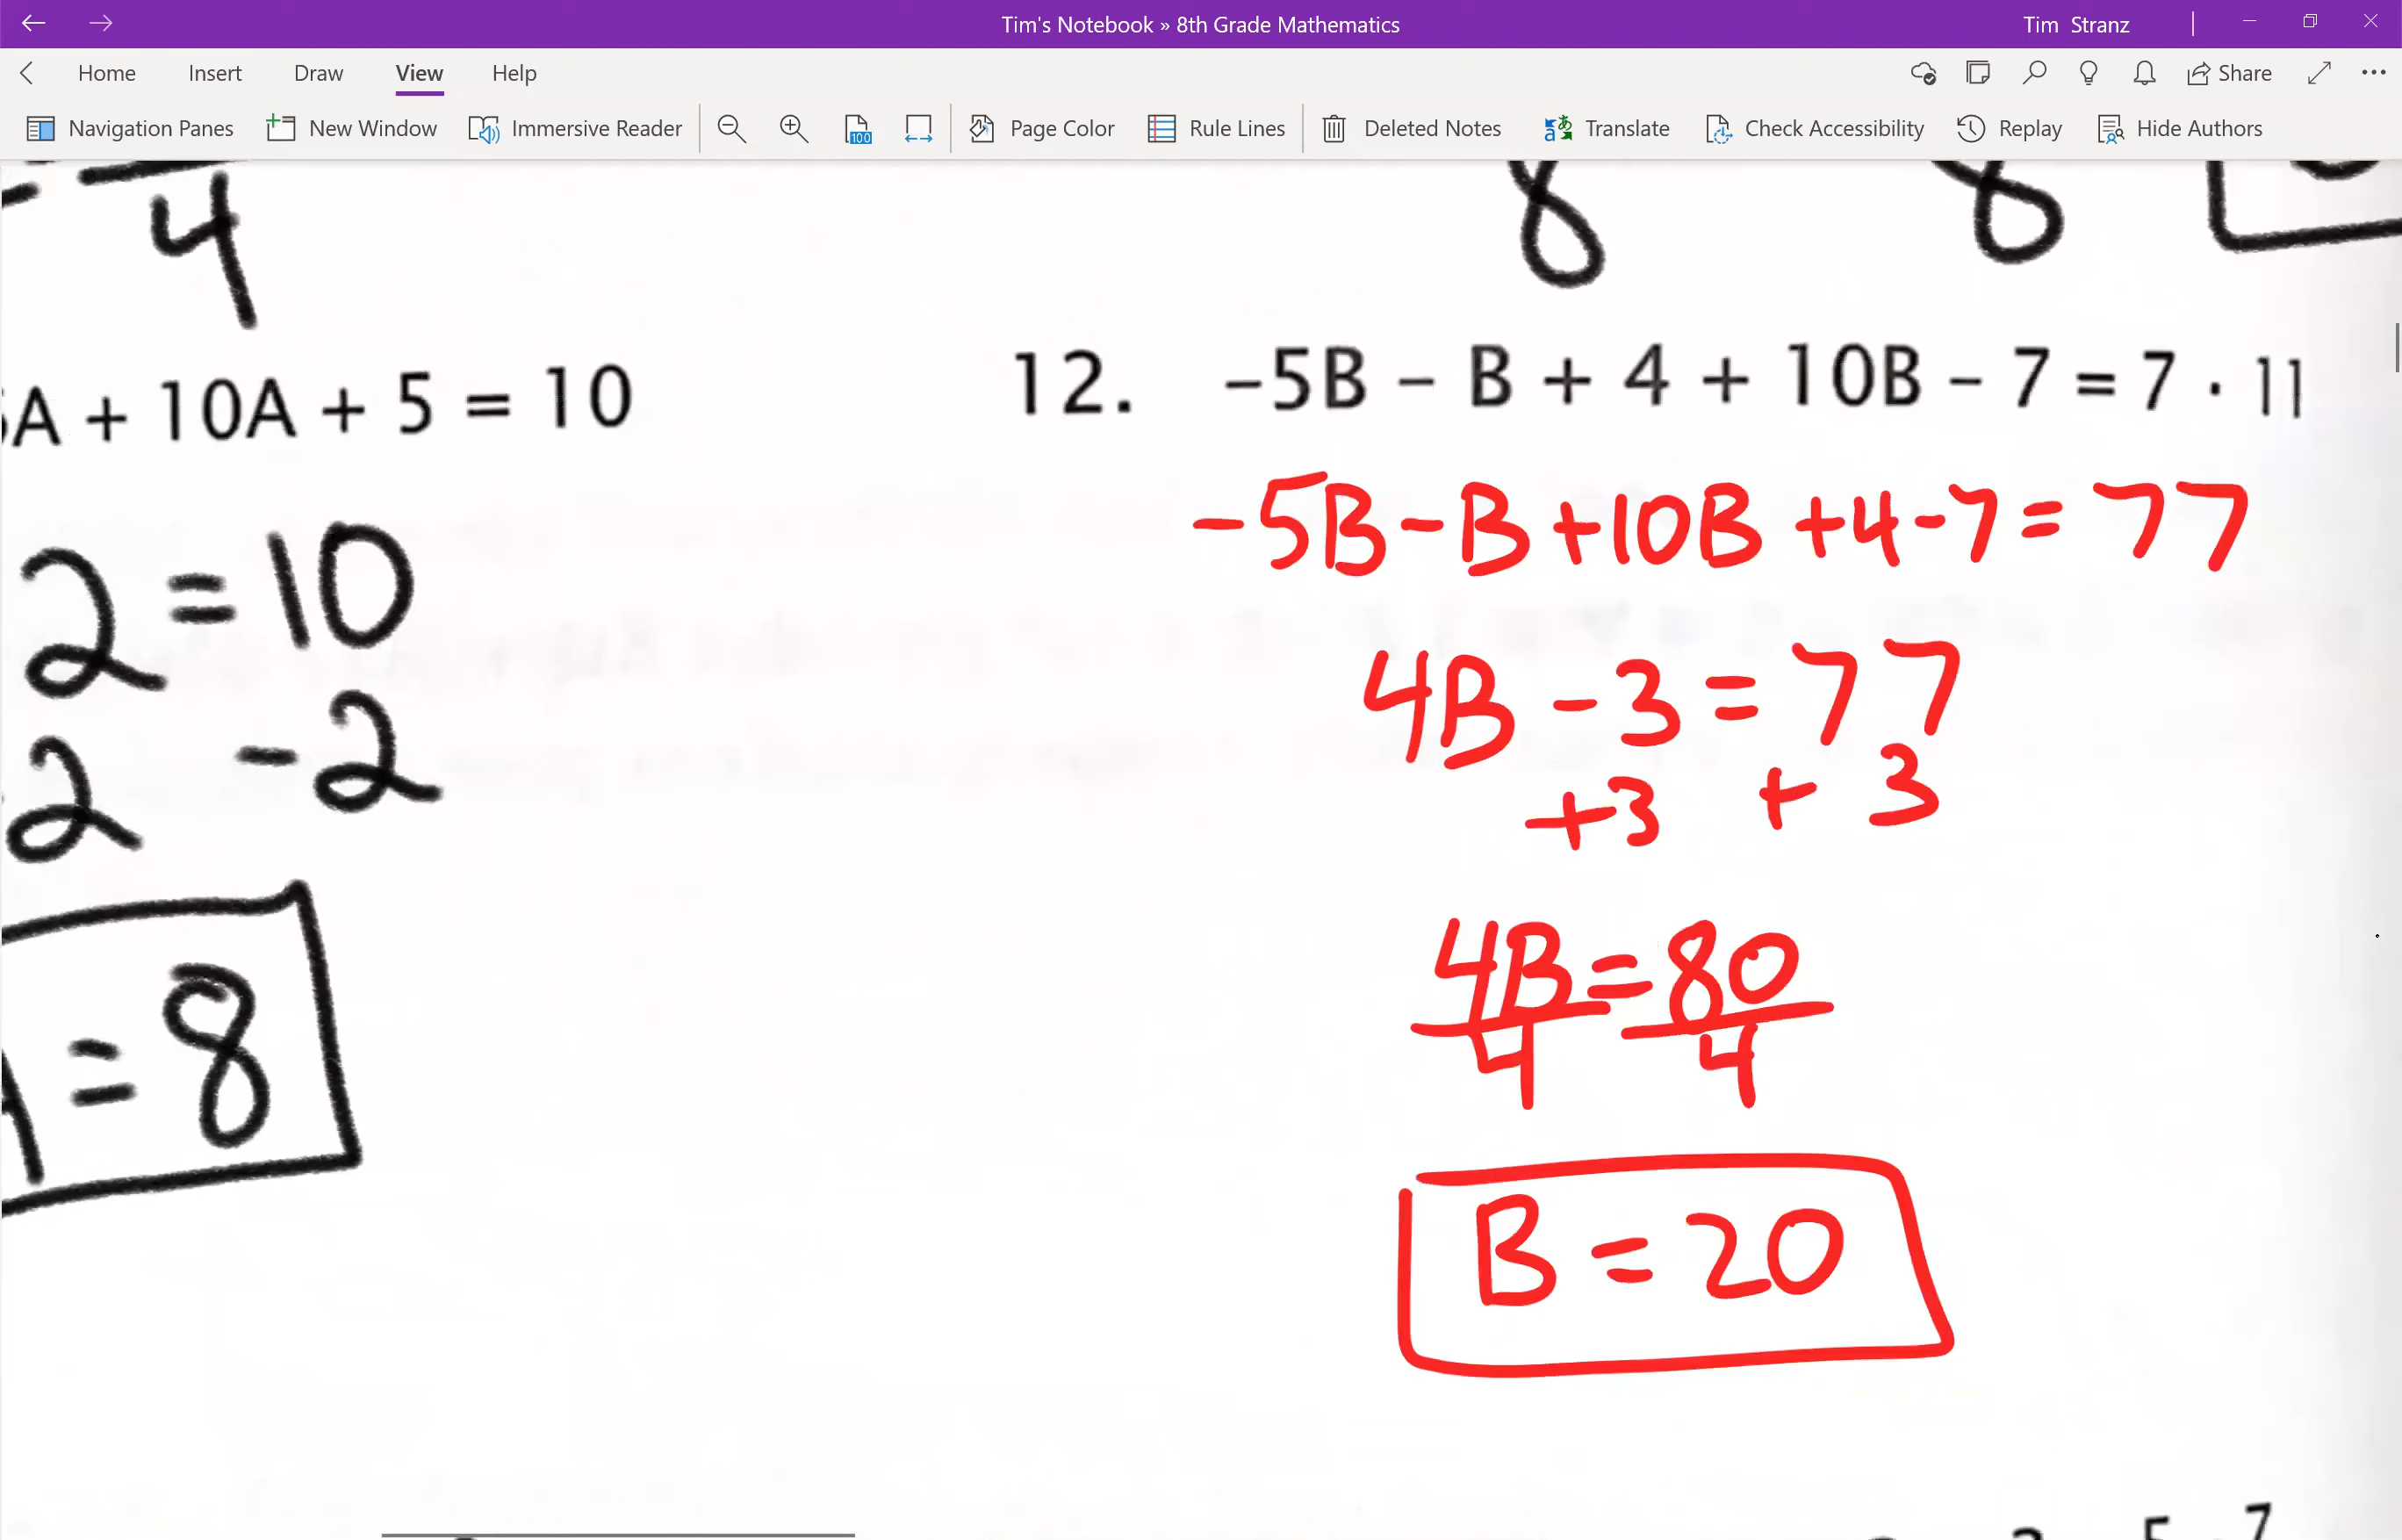 Tim's Notebook » 8th Grade Mathematics
Tim Stranz
Home Insert Draw View Help
Share
Navigation Panes New Window Immersive Reader 100 Page Color Rule Lines Deleted Notes Translate Check Accessibility Replay Hide Authors
4
8 8
A + 10A + 5 = 10
2 = 10
2 -2
= 8
12. -5B - B + 4 + 10B - 7 = 7 · 11
-5B - B + 10B + 4 - 7 = 77
4B - 3 = 77
+3 + 3
4B = 80
4 4
B = 20